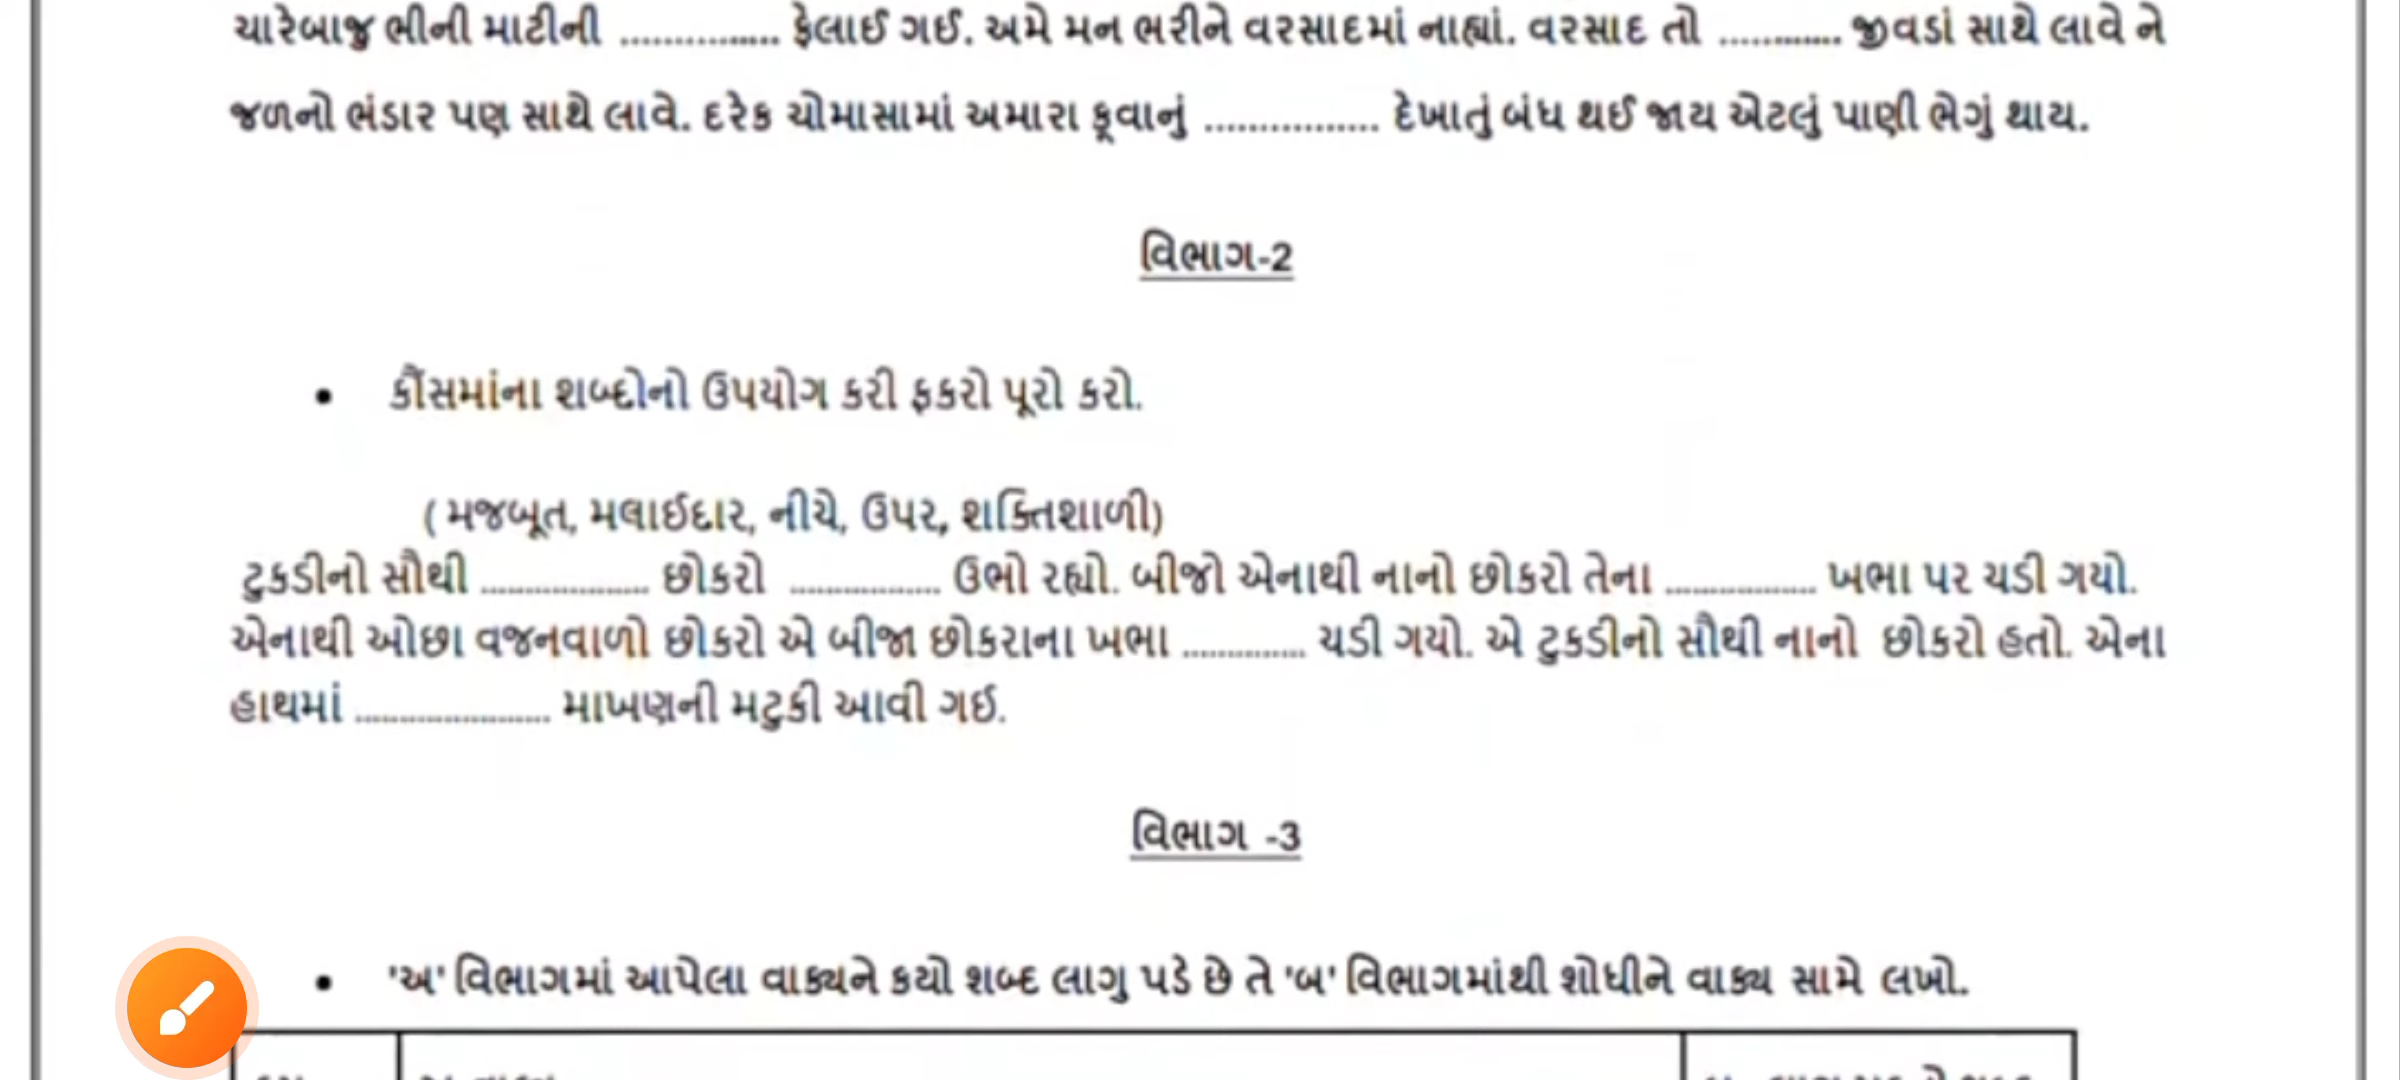 ચારેબાજુ ભીની માટીની .............. ફેલાઈ ગઈ. અમે મન ભરીને વરસાદમાં નાહ્યાં. વરસાદ તો ............ જીવડાં સાથે લાવે ને
જળનો ભંડાર પણ સાથે લાવે. દરેક ચોમાસામાં અમારા કૂવાનું ................ દેખાતું બંધ થઈ જાય એટલું પાણી ભેગું થાય.
વિભાગ-2
• કૌંસમાંના શબ્દોનો ઉપયોગ કરી ફકરો પૂરો કરો.
( મજબૂત, મલાઈદાર, નીચે, ઉપર, શક્તિશાળી)
ટુકડીનો સૌથી .................. છોકરો ................ ઉભો રહ્યો. બીજો એનાથી નાનો છોકરો તેના ................ ખભા પર ચડી ગયો.
એનાથી ઓછા વજનવાળો છોકરો એ બીજા છોકરાના ખભા ............. ચડી ગયો. એ ટુકડીનો સૌથી નાનો છોકરો હતો. એના
હાથમાં ..................... માખણની મટુકી આવી ગઈ.
વિભાગ -3
• 'અ' વિભાગમાં આપેલા વાક્યને કયો શબ્દ લાગુ પડે છે તે 'બ' વિભાગમાંથી શોધીને વાક્ય સામે લખો.